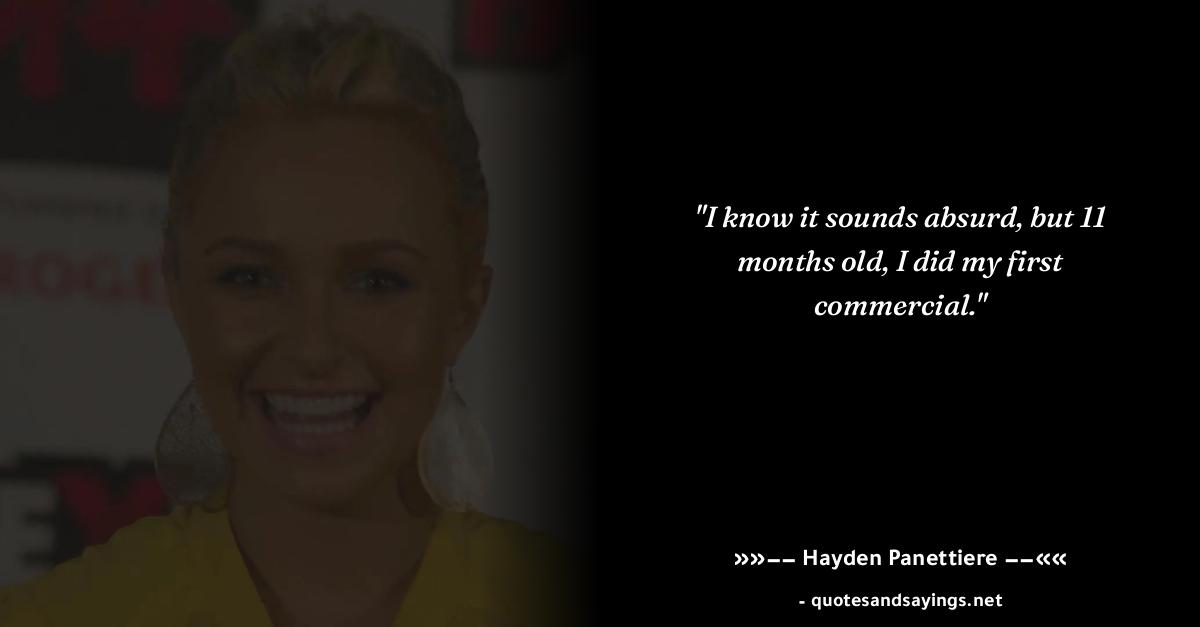 "I know it sounds absurd, but 11
months old, I did my first
commercial."
»»—— Hayden Panettiere ——««
- quotesandsayings.net